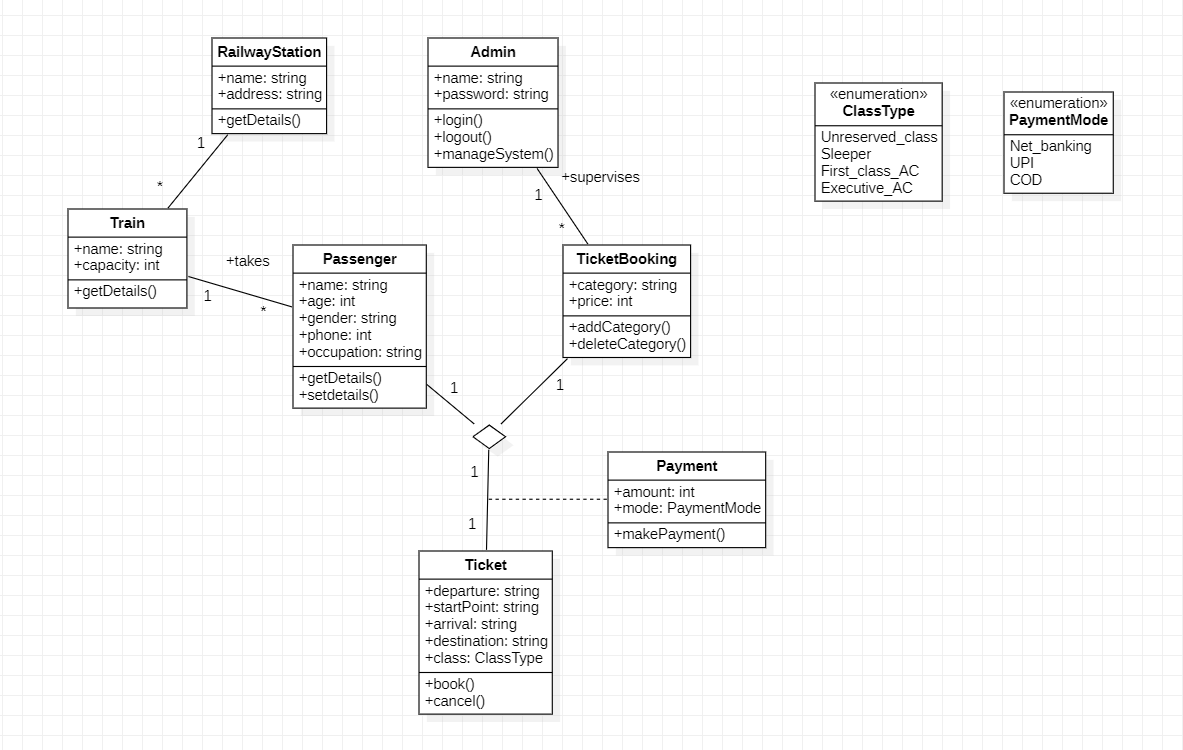 RailwayStation
+name: string
+address: string
+getDetails()
1
*
Admin
+name: string
+password: string
+login()
+logout()
+manageSystem()
+supervises
1
*
«enumeration»
ClassType
Unreserved_class
Sleeper
First_class_AC
Executive_AC
«enumeration»
PaymentMode
Net_banking
UPI
COD
Train
+name: string
+capacity: int
+getDetails()
+takes
1
*
Passenger
+name: string
+age: int
+gender: string
+phone: int
+occupation: string
+getDetails()
+setdetails()
1
TicketBooking
+category: string
+price: int
+addCategory()
+deleteCategory()
1
1
1
Payment
+amount: int
+mode: PaymentMode
+makePayment()
Ticket
+departure: string
+startPoint: string
+arrival: string
+destination: string
+class: ClassType
+book()
+cancel()